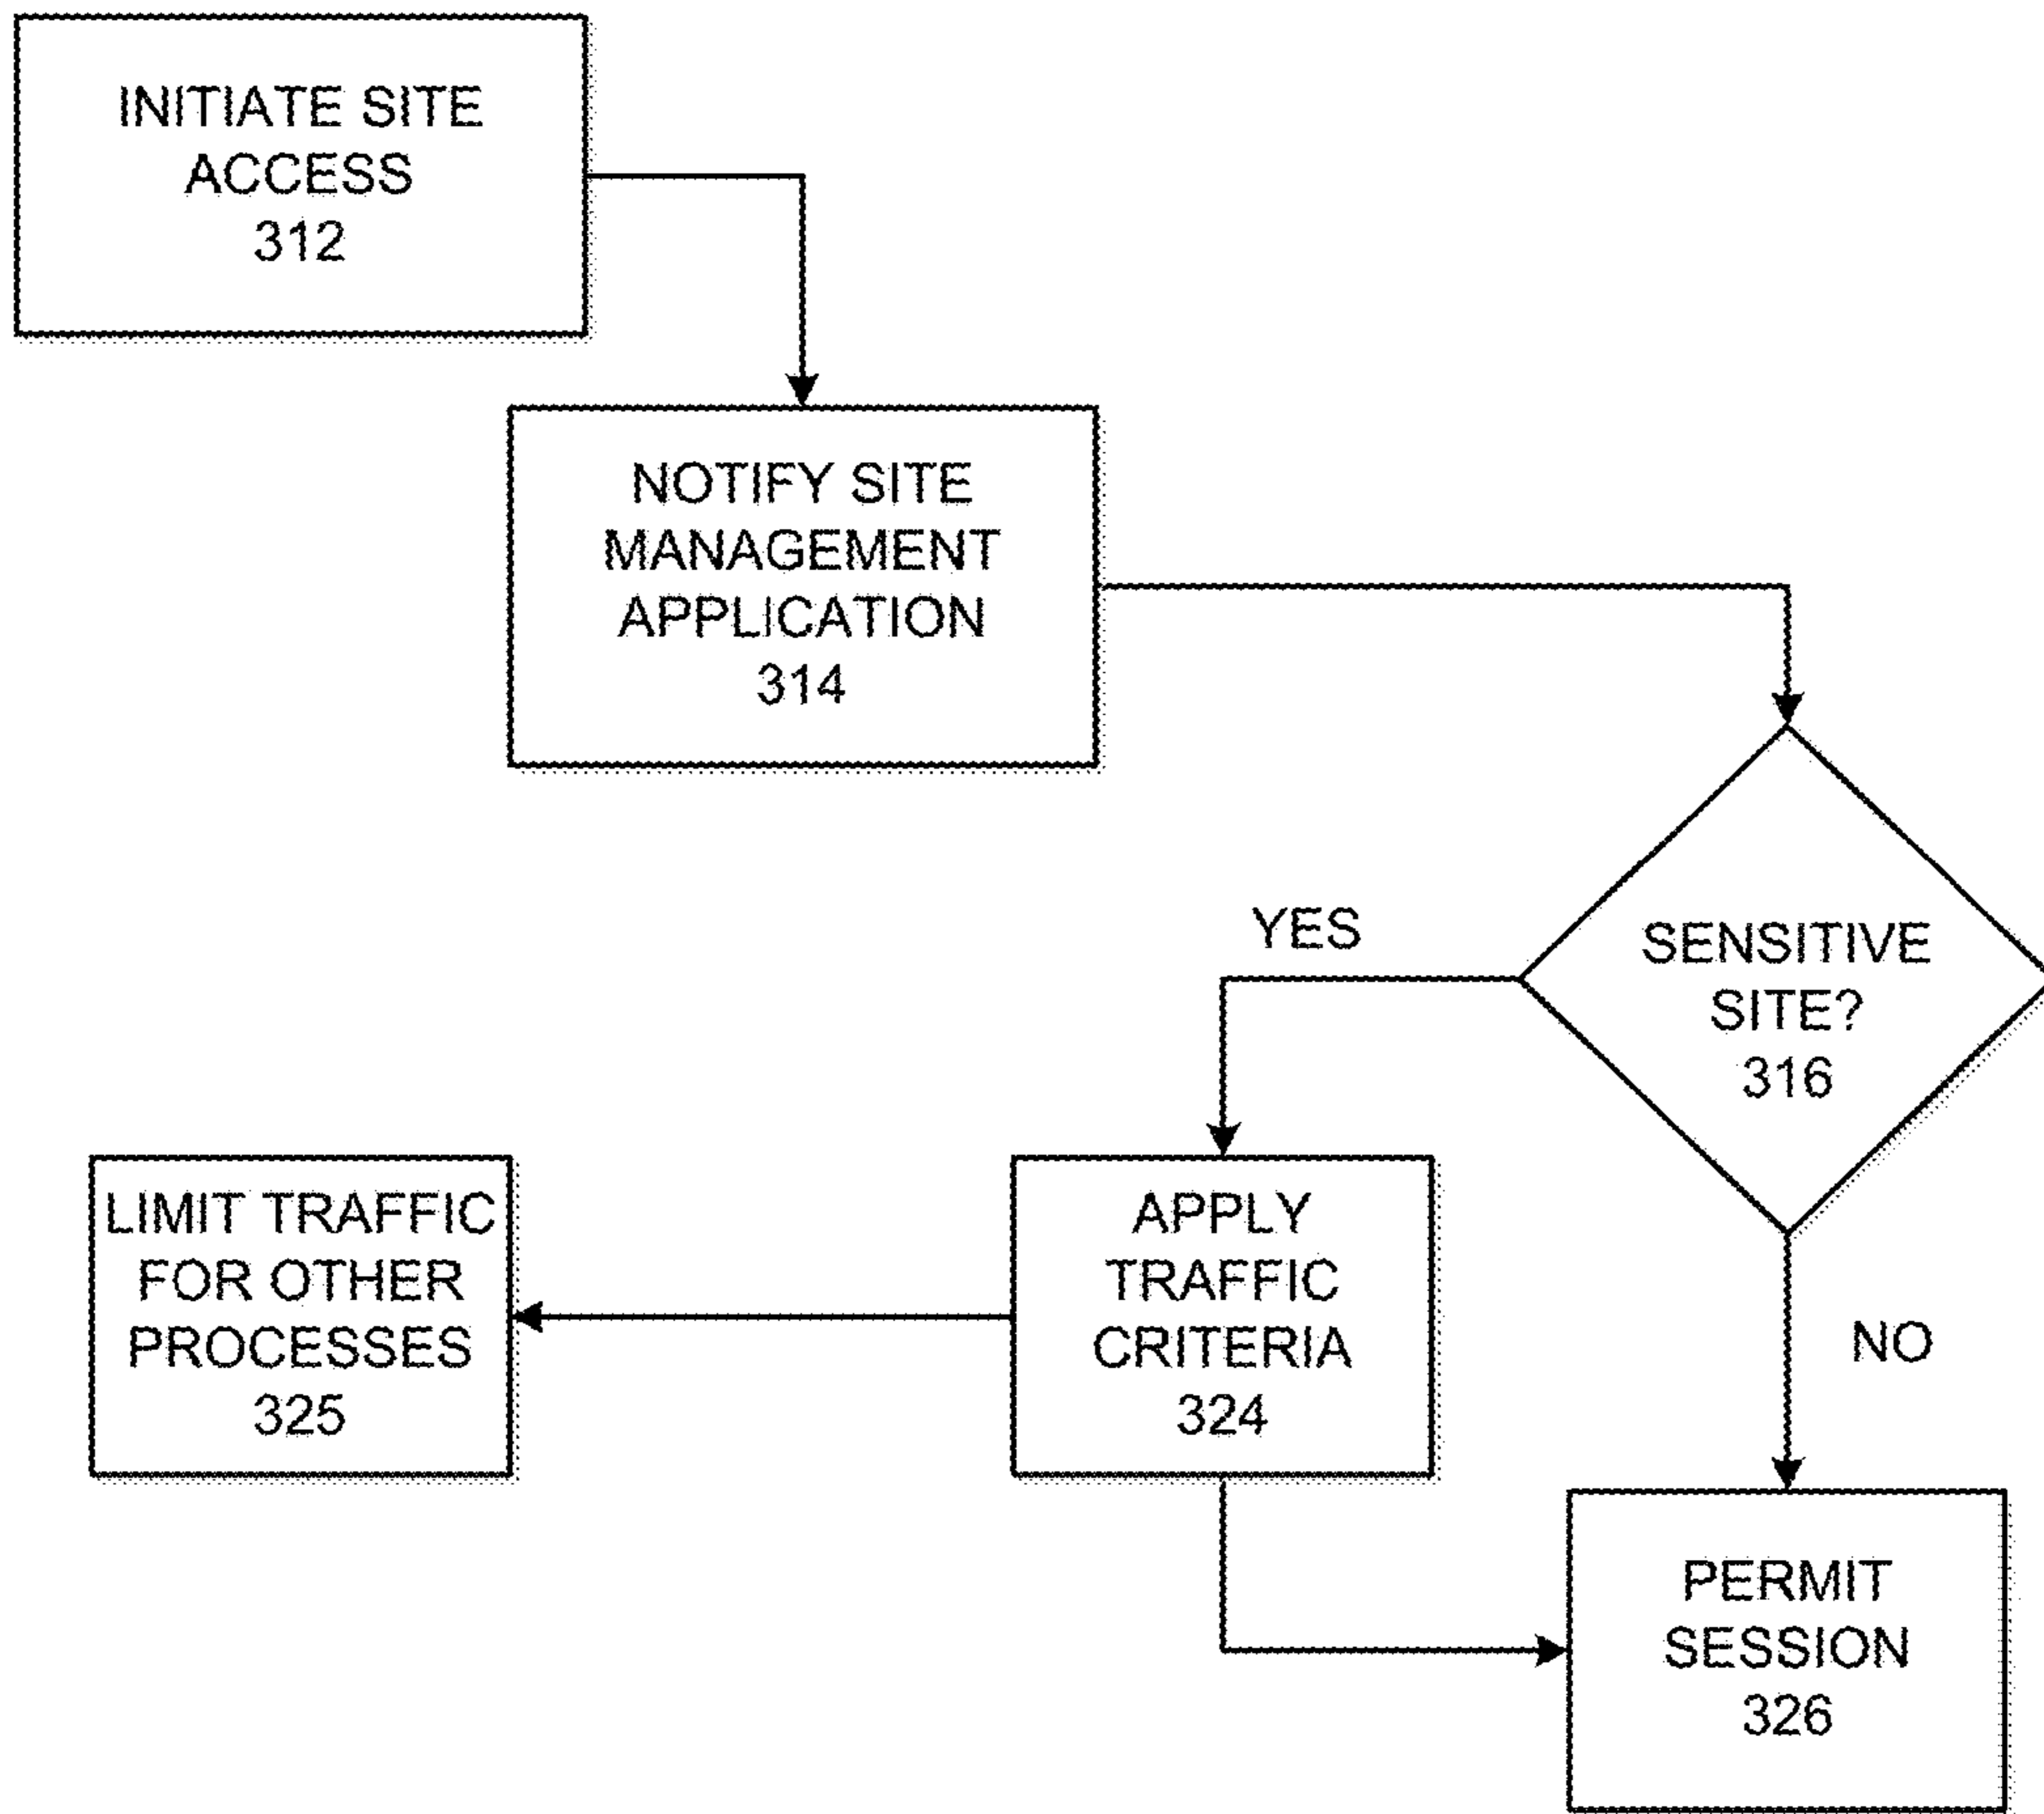 INITIATE SITE
ACCESS
312
NOTIFY SITE
MANAGEMENT
APPLICATION
314
SENSITIVE
SITE?
316
YES
NO
LIMIT TRAFFIC
FOR OTHER
PROCESSES
325
APPLY
TRAFFIC
CRITERIA
324
PERMIT
SESSION
326